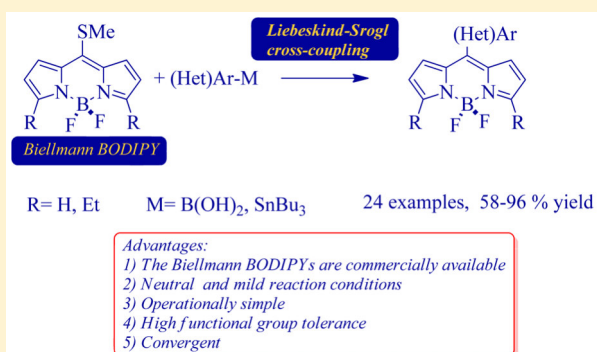 SMe
Liebeskind-Srogl
cross-coupling
(Het)Ar
+ (Het)Ar-M
N N
B
R F F R
N N
B
R F F R
Biellmann BODIPY
R= H, Et M= B(OH)₂, SnBu₃ 24 examples, 58-96 % yield
Advantages:
1) The Biellmann BODIPYs are commercially available
2) Neutral and mild reaction conditions
3) Operationally simple
4) High functional group tolerance
5) Convergent